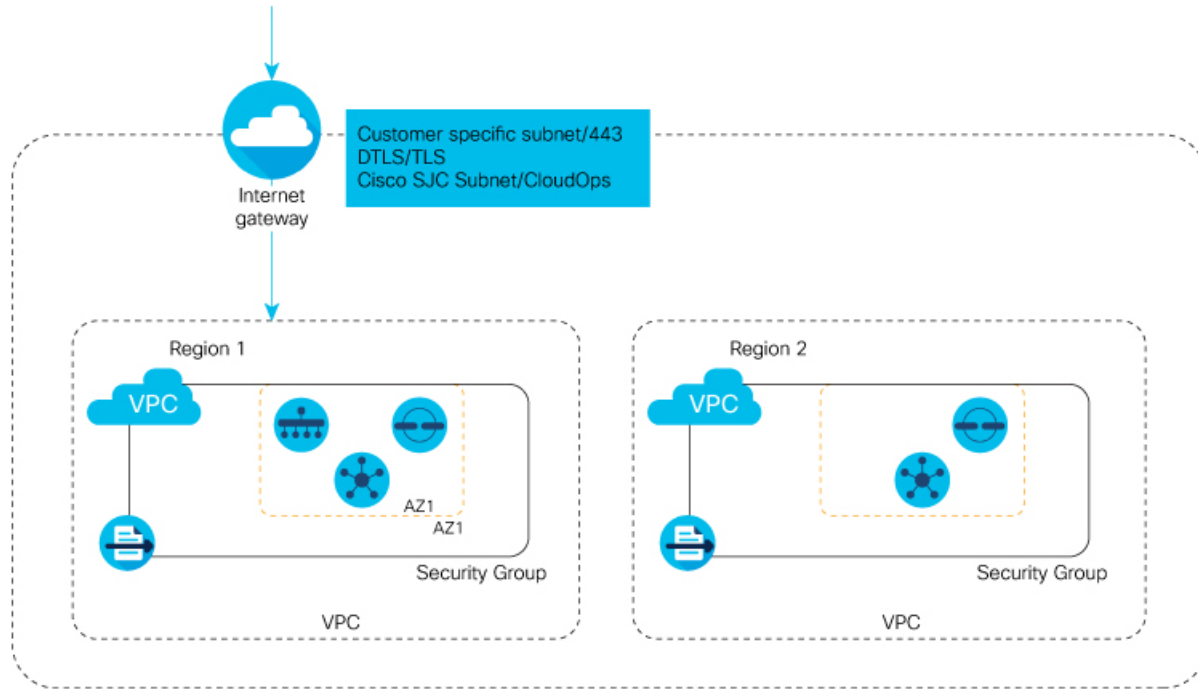 Customer specific subnet/443
DTLS/TLS
Cisco SJC Subnet/CloudOps
Internet
gateway
Region 1
VPC
AZ1
AZ1
Security Group
VPC
Region 2
VPC
Security Group
VPC